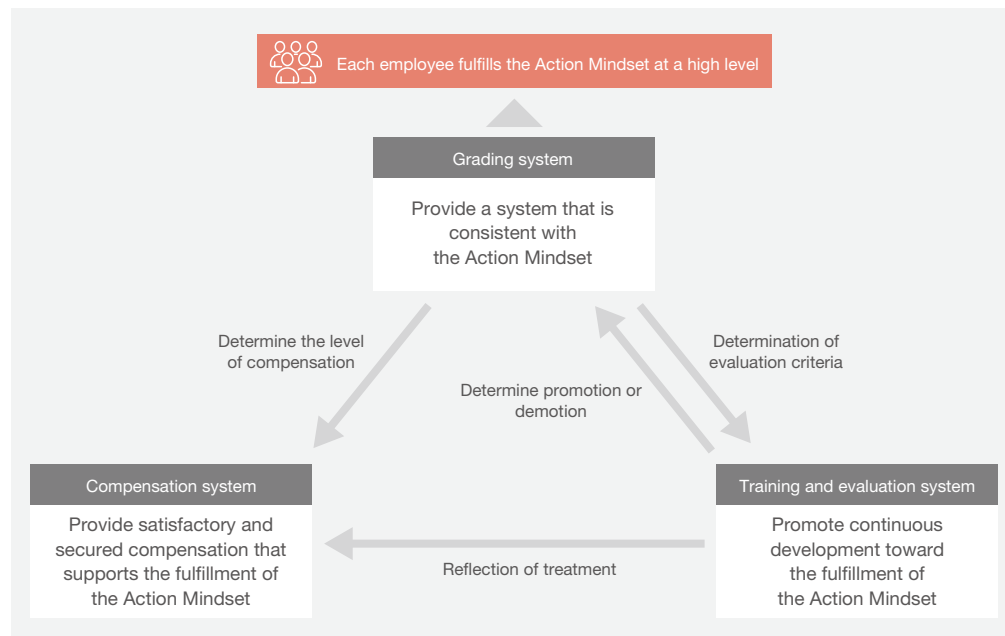 Each employee fulfills the Action Mindset at a high level
Grading system
Provide a system that is
consistent with
the Action Mindset
Determine the level
of compensation
Determination of
evaluation criteria
Determine promotion or
demotion
Compensation system
Provide satisfactory and
secured compensation that
supports the fulfillment of
the Action Mindset
Reflection of treatment
Training and evaluation system
Promote continuous
development toward
the fulfillment of
the Action Mindset